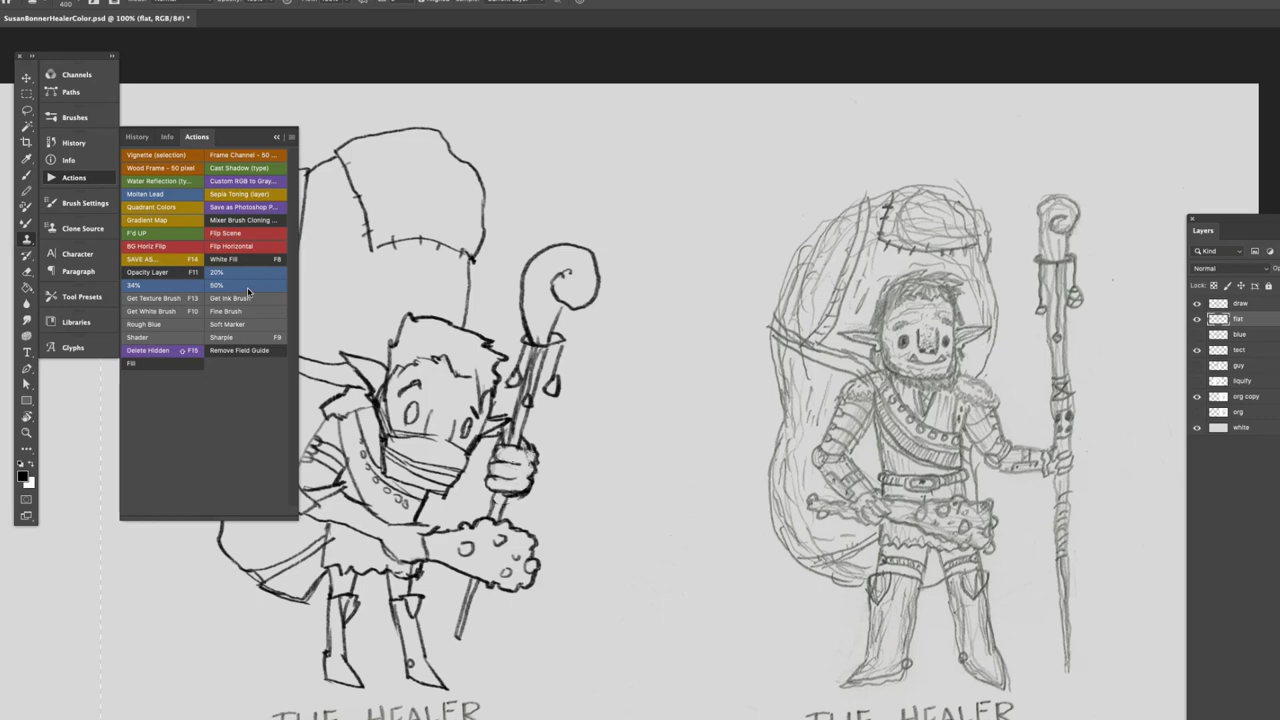 400
SusanBonnerHealerColor.psd @ 100% (flat, RGB/8#) *
Channels
Paths
Brushes
History
Info
Actions
Brush Settings
Clone Source
Character
Paragraph
Tool Presets
Libraries
Glyphs
History Info Actions
Vignette (selection) Frame Channel - 50 ...
Wood Frame - 50 pixel Cast Shadow (type)
Water Reflection (ty... Custom RGB to Gray...
Molten Lead Sepia Toning (layer)
Quadrant Colors Save as Photoshop P...
Gradient Map Mixer Brush Cloning ...
F'd UP Flip Scene
BG Horiz Flip Flip Horizontal
SAVE AS... F14 White Fill F8
Opacity Layer F11 20%
34% 50%
Get Texture Brush F13 Get Ink Brush
Get White Brush F10 Fine Brush
Rough Blue Soft Marker
Shader Sharpie F9
Delete Hidden F15 Remove Field Guide
Fill
Layers
Kind
Normal Opacity
Lock:
draw
flat
blue
tect
guy
liquify
org copy
org
white
THE HEALER
THE HEALER